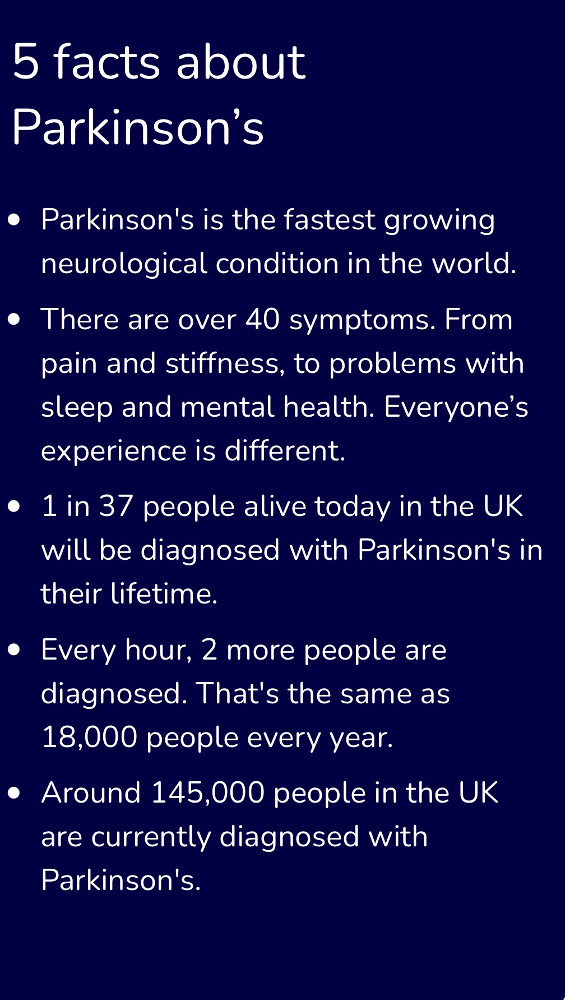 5 facts about
Parkinson’s
• Parkinson's is the fastest growing
neurological condition in the world.
• There are over 40 symptoms. From
pain and stiffness, to problems with
sleep and mental health. Everyone’s
experience is different.
• 1 in 37 people alive today in the UK
will be diagnosed with Parkinson's in
their lifetime.
• Every hour, 2 more people are
diagnosed. That's the same as
18,000 people every year.
• Around 145,000 people in the UK
are currently diagnosed with
Parkinson's.